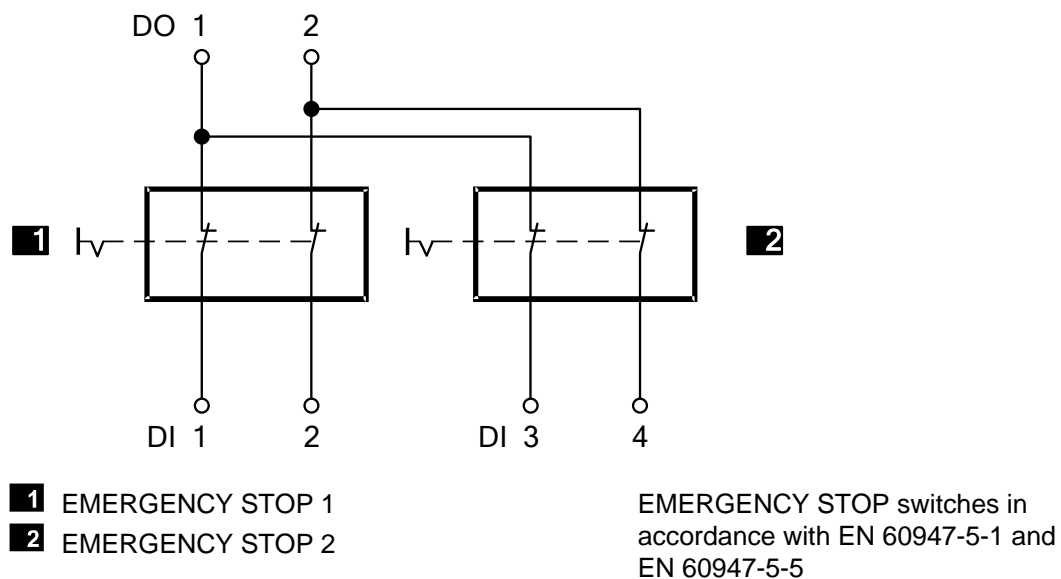 DO 1 2
1
2
DI 1 2 DI 3 4
1 EMERGENCY STOP 1
2 EMERGENCY STOP 2
EMERGENCY STOP switches in
accordance with EN 60947-5-1 and
EN 60947-5-5